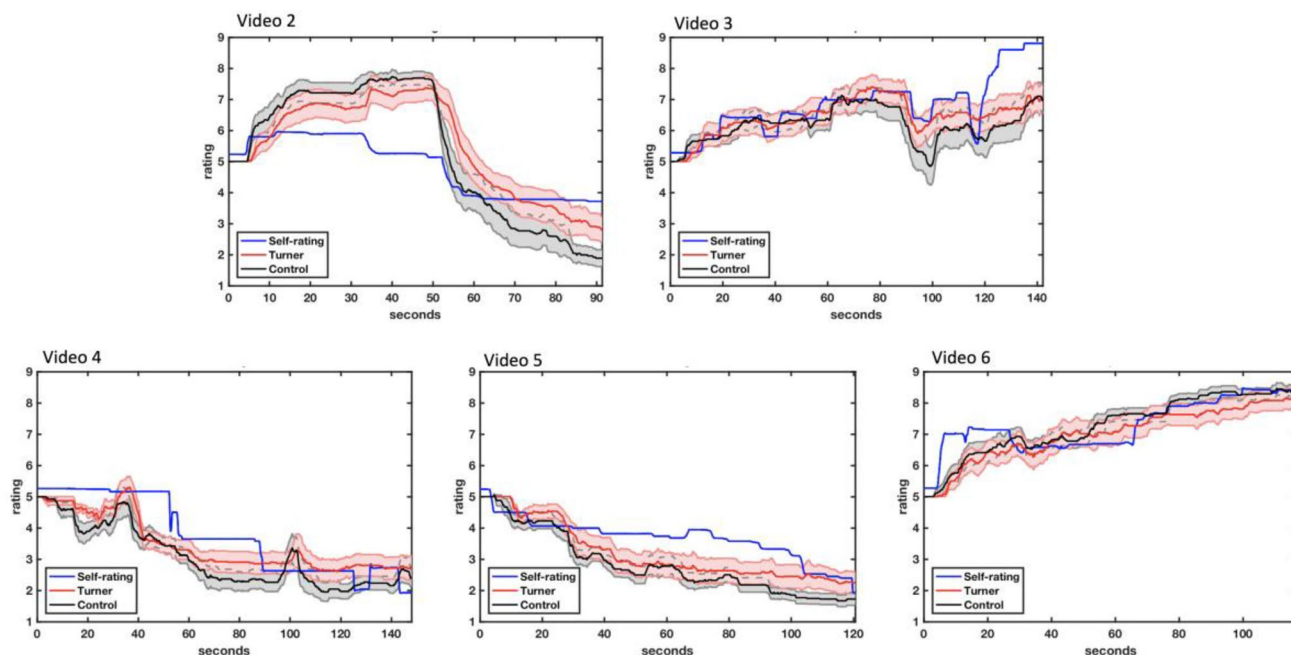 Video 2
9
8
7
6
5
4
3
2
1
rating
Self-rating
Turner
Control
0 10 20 30 40 50 60 70 80 90
seconds
Video 3
9
8
7
6
5
4
3
2
1
rating
Self-rating
Turner
Control
0 20 40 60 80 100 120 140
seconds
Video 4
9
8
7
6
5
4
3
2
1
rating
Self-rating
Turner
Control
0 20 40 60 80 100 120 140
seconds
Video 5
9
8
7
6
5
4
3
2
1
rating
Self-rating
Turner
Control
0 20 40 60 80 100 120
seconds
Video 6
9
8
7
6
5
4
3
2
1
rating
Self-rating
Turner
Control
0 20 40 60 80 100
seconds